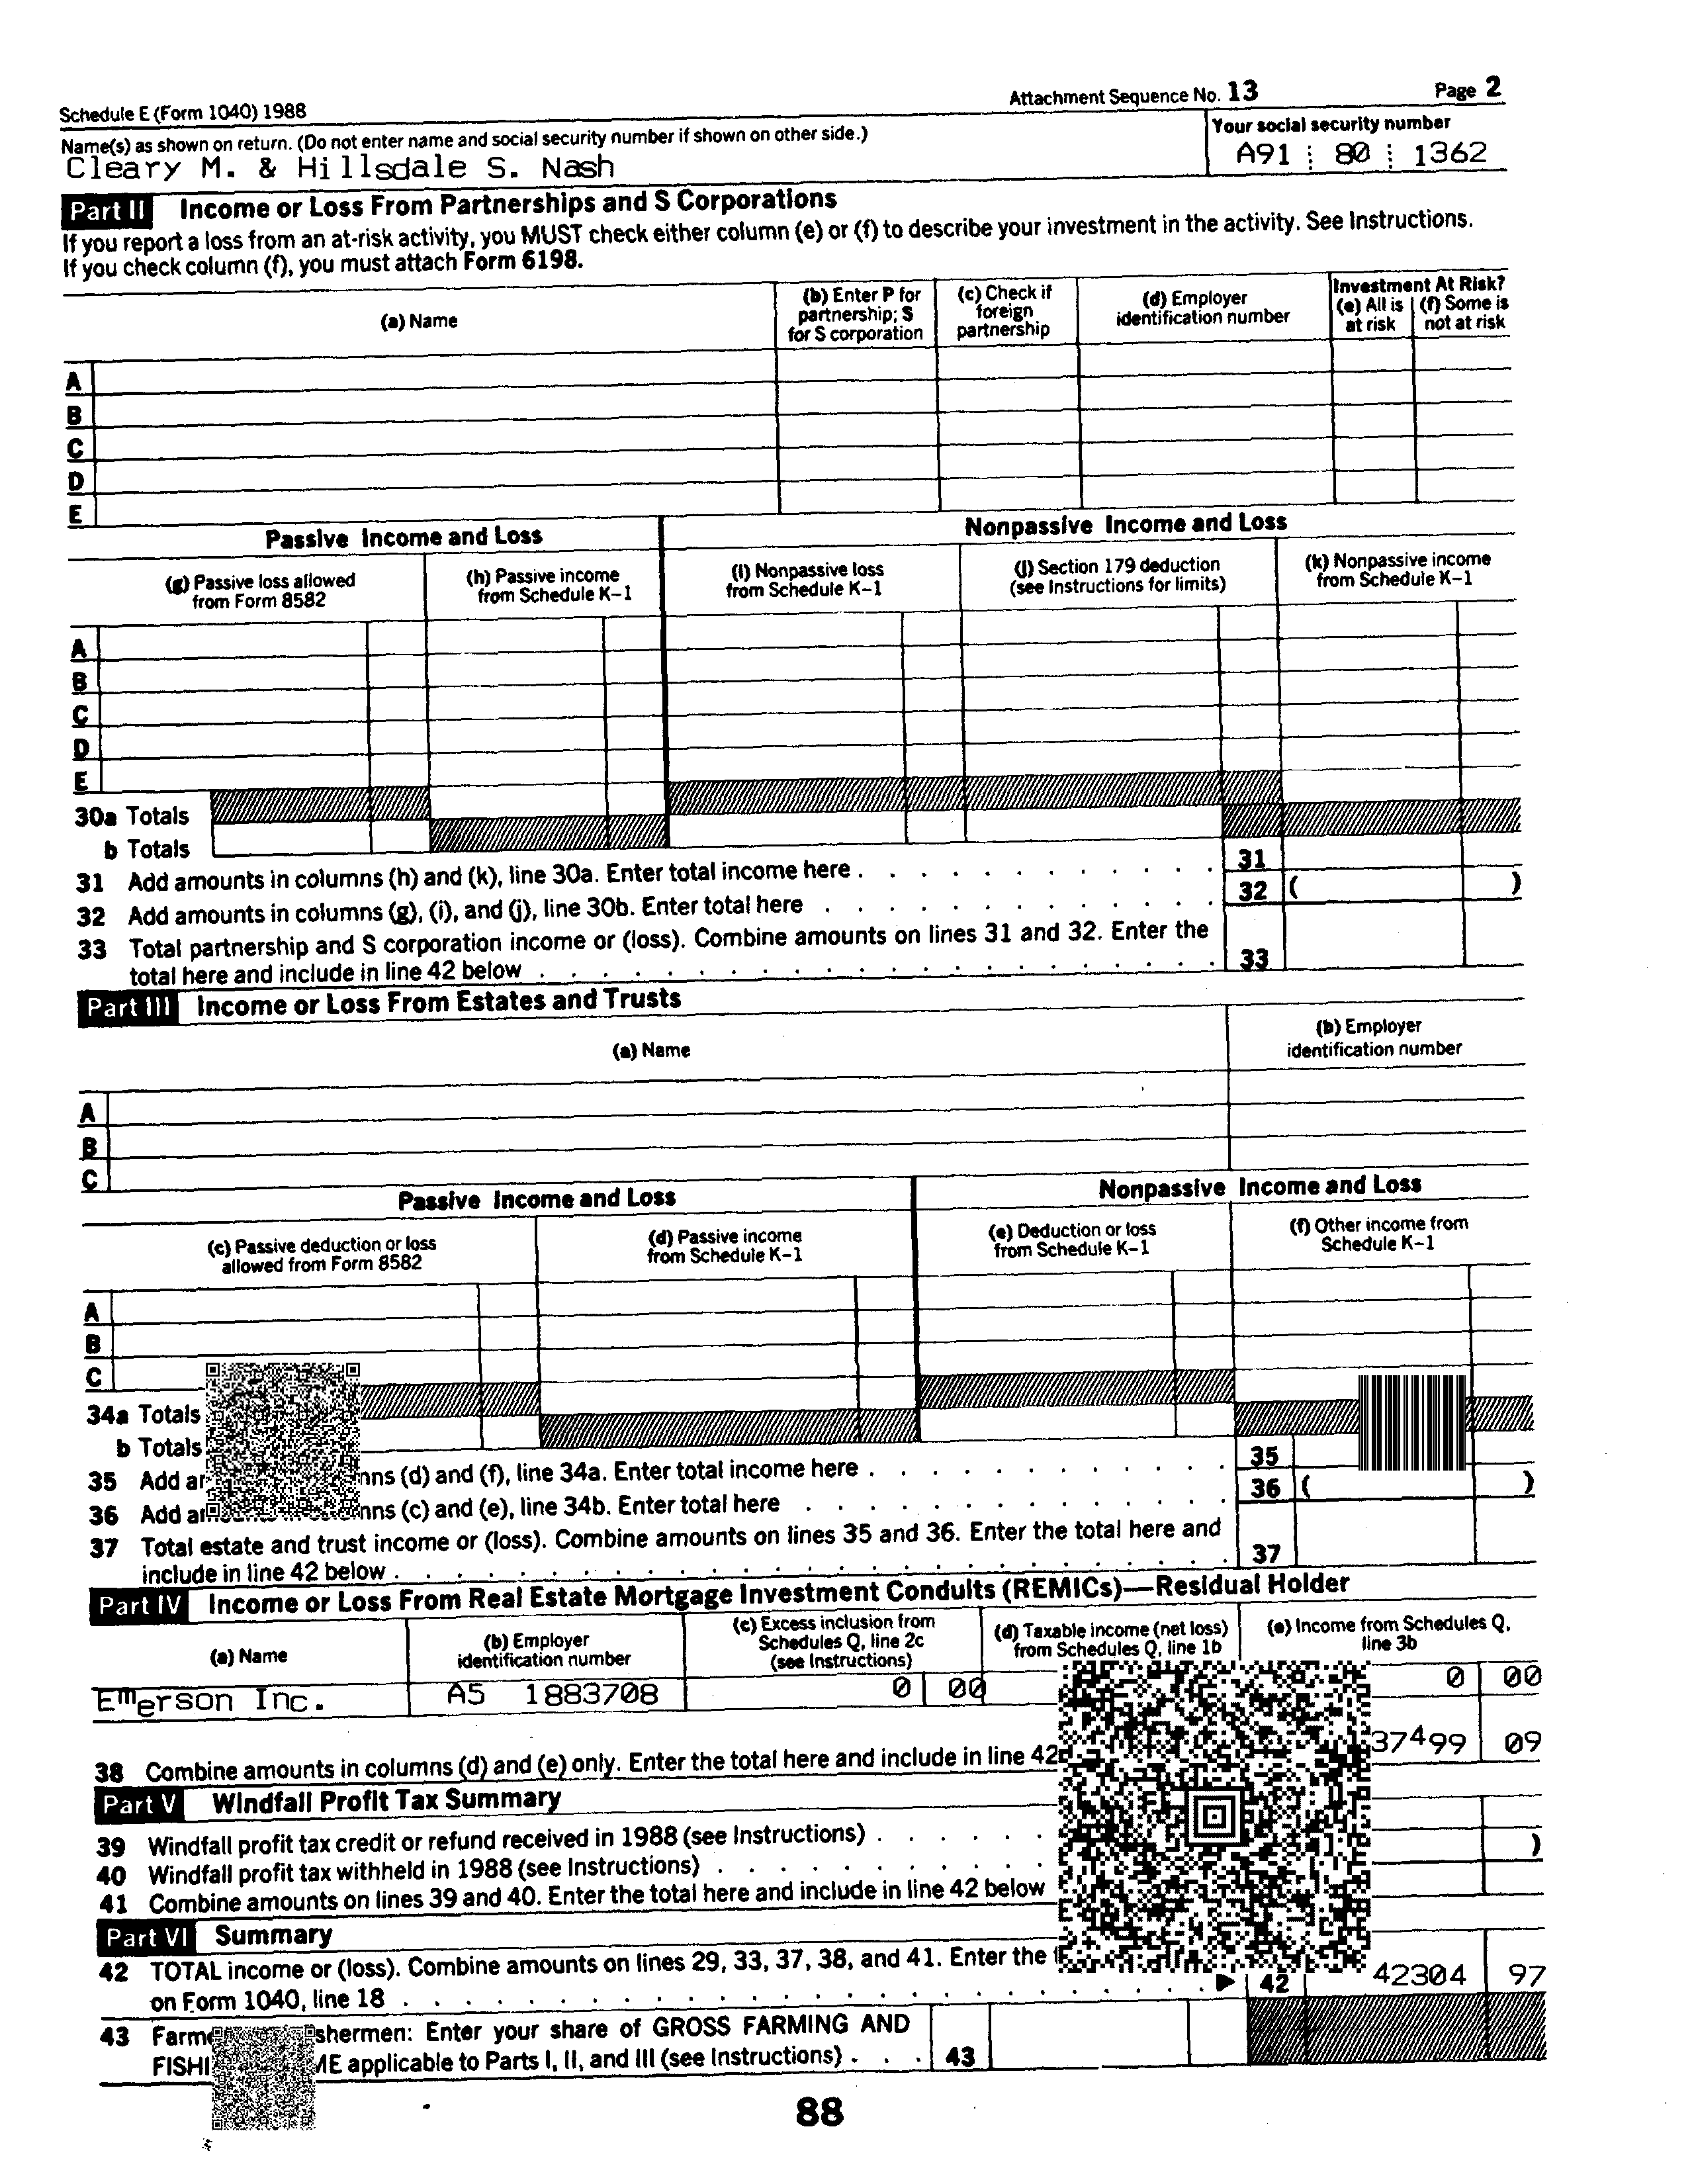 Schedule E (Form 1040) 1988
Attachment Sequence No. 13
Page 2
Name(s) as shown on return. (Do not enter name and social security number if shown on other side.)
Your social security number
Cleary M. & Hillsdale S. Nash
A91 80 1362
Part II Income or Loss From Partnerships and S Corporations
If you report a loss from an at-risk activity, you MUST check either column (e) or (f) to describe your investment in the activity. See Instructions.
If you check column (f), you must attach Form 6198.
(a) Name
(b) Enter P for
partnership; S
for S corporation
(c) Check if
foreign
partnership
(d) Employer
identification number
Investment At Risk?
(e) All is
at risk
(f) Some is
not at risk
A
B
C
D
E
Passive Income and Loss
Nonpassive Income and Loss
(g) Passive loss allowed
from Form 8582
(h) Passive income
from Schedule K–1
(i) Nonpassive loss
from Schedule K–1
(j) Section 179 deduction
(see Instructions for limits)
(k) Nonpassive income
from Schedule K–1
A
B
C
D
E
30a Totals
b Totals
31 Add amounts in columns (h) and (k), line 30a. Enter total income here . . . . . . . . . . . . 31
32 Add amounts in columns (g), (i), and (j), line 30b. Enter total here . . . . . . . . . . . . . 32 ( )
33 Total partnership and S corporation income or (loss). Combine amounts on lines 31 and 32. Enter the
total here and include in line 42 below . . . . . . . . . . . . . . . . . . . . . . 33
Part III Income or Loss From Estates and Trusts
(a) Name
(b) Employer
identification number
A
B
C
Passive Income and Loss
Nonpassive Income and Loss
(c) Passive deduction or loss
allowed from Form 8582
(d) Passive income
from Schedule K–1
(e) Deduction or loss
from Schedule K–1
(f) Other income from
Schedule K–1
A
B
C
34a Totals
b Totals
35 Add (d) and (f), line 34a. Enter total income here . . . . . . . . . . . . 35
36 Add (c) and (e), line 34b. Enter total here . . . . . . . . . . . . . . 36 ( )
37 Total estate and trust income or (loss). Combine amounts on lines 35 and 36. Enter the total here and
include in line 42 below . . . . . . . . . . . . . . . . . . . . . . . . . . 37
Part IV Income or Loss From Real Estate Mortgage Investment Conduits (REMICs)—Residual Holder
(a) Name
(b) Employer
identification number
(c) Excess inclusion from
Schedules Q, line 2c
(see Instructions)
(d) Taxable income (net loss)
from Schedules Q, line 1b
(e) Income from Schedules Q,
line 3b
Emerson Inc. A5 1883708 0 00 0 00
38 Combine amounts in columns (d) and (e) only. Enter the total here and include in line 42 37499 09
Part V Windfall Profit Tax Summary
39 Windfall profit tax credit or refund received in 1988 (see Instructions) . . . . . .
40 Windfall profit tax withheld in 1988 (see Instructions) . . . . . . . . . . . )
41 Combine amounts on lines 39 and 40. Enter the total here and include in line 42 below
Part VI Summary
42 TOTAL income or (loss). Combine amounts on lines 29, 33, 37, 38, and 41. Enter the
on Form 1040, line 18 . . . . . . . . . . . . . . . . . . . . . . . . . ▶ 42 42304 97
43 Enter your share of GROSS FARMING AND
applicable to Parts I, II, and III (see Instructions) . . . 43
88